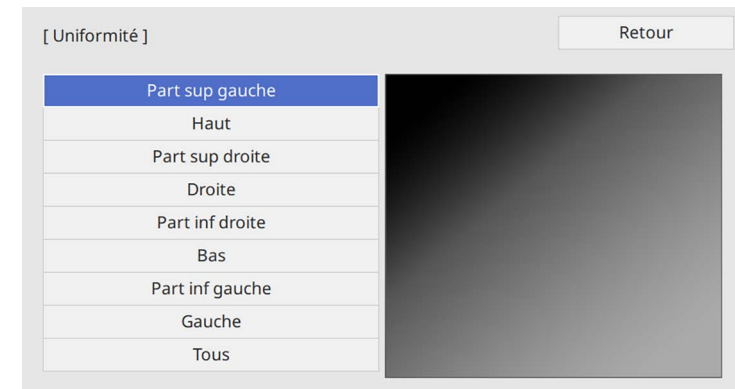 [ Uniformité ]
Retour
Part sup gauche
Haut
Part sup droite
Droite
Part inf droite
Bas
Part inf gauche
Gauche
Tous